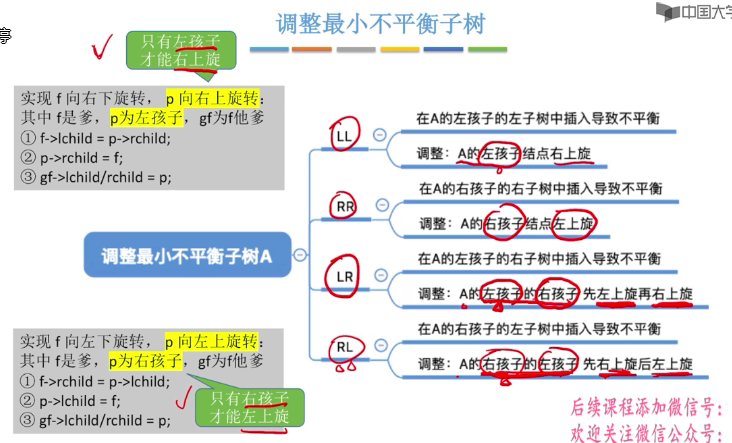 停
调整最小不平衡子树
中国大学
只有左孩子
才能右上旋
实现 f 向右下旋转， p 向右上旋转：
其中 f是爹，p为左孩子，gf为f他爹
① f->lchild = p->rchild;
② p->rchild = f;
③ gf->lchild/rchild = p;
调整最小不平衡子树A
LL
在A的左孩子的左子树中插入导致不平衡
调整：A的左孩子结点右上旋
RR
在A的右孩子的右子树中插入导致不平衡
调整：A的右孩子结点左上旋
LR
在A的左孩子的右子树中插入导致不平衡
调整：A的左孩子的右孩子 先左上旋再右上旋
RL
在A的右孩子的左子树中插入导致不平衡
调整：A的右孩子的左孩子 先右上旋后左上旋
实现 f 向左下旋转， p 向左上旋转：
其中 f是爹，p为右孩子，gf为f他爹
① f->rchild = p->lchild;
② p->lchild = f;
③ gf->lchild/rchild = p;
只有右孩子
才能左上旋
后续课程添加微信号：
欢迎关注微信公众号：